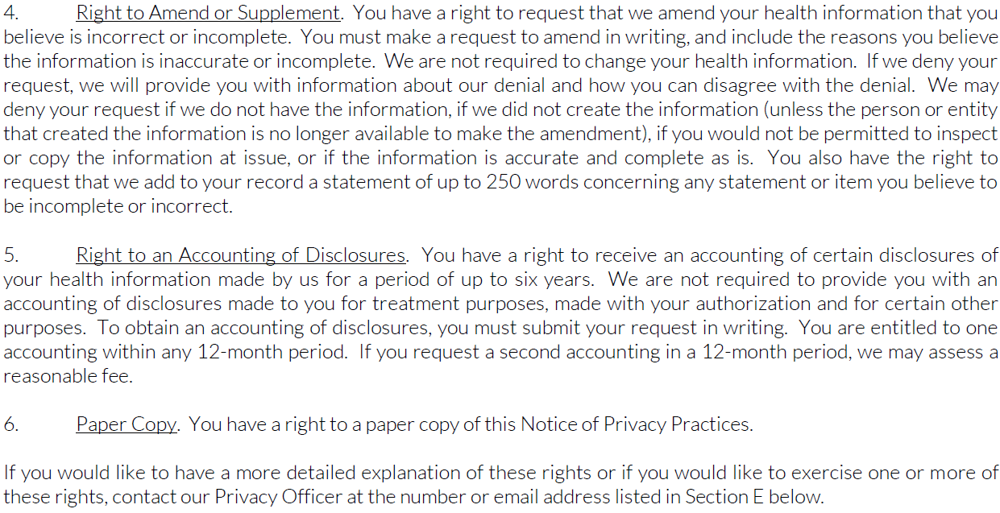 4. Right to Amend or Supplement. You have a right to request that we amend your health information that you
believe is incorrect or incomplete. You must make a request to amend in writing, and include the reasons you believe
the information is inaccurate or incomplete. We are not required to change your health information. If we deny your
request, we will provide you with information about our denial and how you can disagree with the denial. We may
deny your request if we do not have the information, if we did not create the information (unless the person or entity
that created the information is no longer available to make the amendment), if you would not be permitted to inspect
or copy the information at issue, or if the information is accurate and complete as is. You also have the right to
request that we add to your record a statement of up to 250 words concerning any statement or item you believe to
be incomplete or incorrect.
5. Right to an Accounting of Disclosures. You have a right to receive an accounting of certain disclosures of
your health information made by us for a period of up to six years. We are not required to provide you with an
accounting of disclosures made to you for treatment purposes, made with your authorization and for certain other
purposes. To obtain an accounting of disclosures, you must submit your request in writing. You are entitled to one
accounting within any 12-month period. If you request a second accounting in a 12-month period, we may assess a
reasonable fee.
6. Paper Copy. You have a right to a paper copy of this Notice of Privacy Practices.
If you would like to have a more detailed explanation of these rights or if you would like to exercise one or more of
these rights, contact our Privacy Officer at the number or email address listed in Section E below.